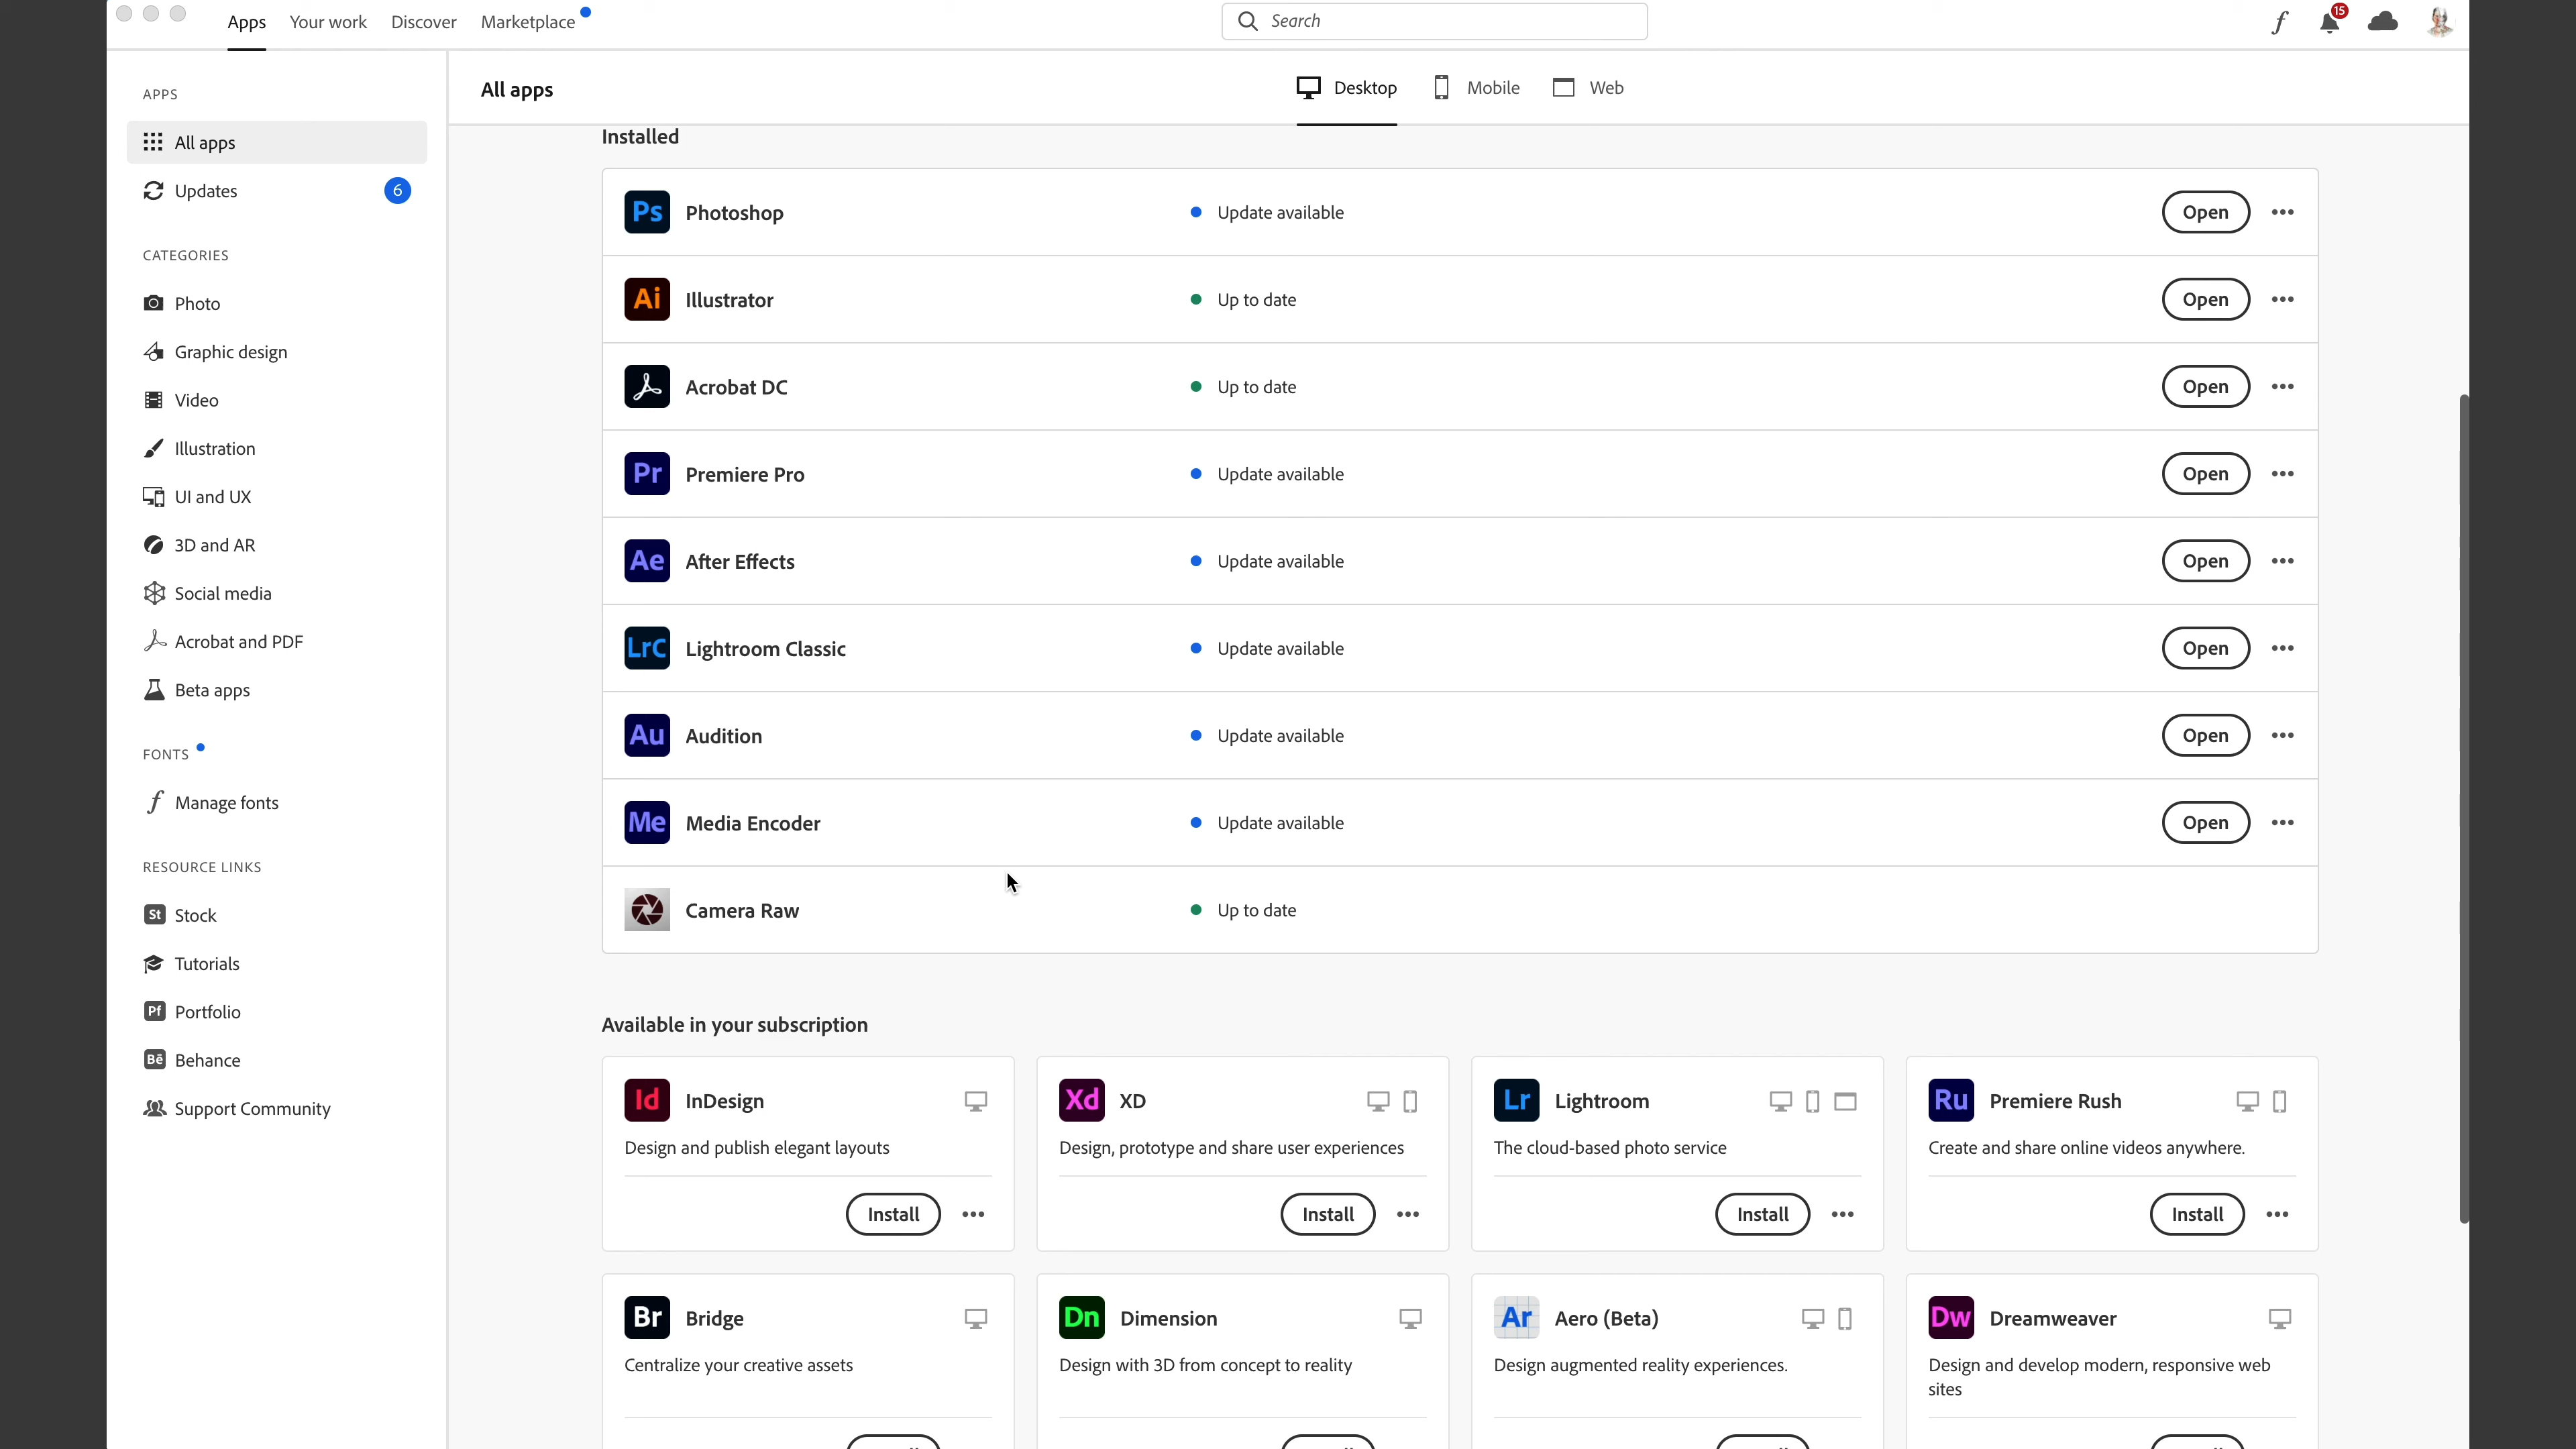 Apps Your work Discover Marketplace Search 15
APPS
All apps
Updates 6
CATEGORIES
Photo
Graphic design
Video
Illustration
UI and UX
3D and AR
Social media
Acrobat and PDF
Beta apps
FONTS
Manage fonts
RESOURCE LINKS
St Stock
Tutorials
Pf Portfolio
Bē Behance
Support Community
All apps Desktop Mobile Web
Installed
Ps Photoshop Update available Open
Ai Illustrator Up to date Open
Acrobat DC Up to date Open
Pr Premiere Pro Update available Open
Ae After Effects Update available Open
LrC Lightroom Classic Update available Open
Au Audition Update available Open
Me Media Encoder Update available Open
Camera Raw Up to date
Available in your subscription
Id InDesign
Design and publish elegant layouts
Install
Xd XD
Design, prototype and share user experiences
Install
Lr Lightroom
The cloud-based photo service
Install
Ru Premiere Rush
Create and share online videos anywhere.
Install
Br Bridge
Centralize your creative assets
Dn Dimension
Design with 3D from concept to reality
Ar Aero (Beta)
Design augmented reality experiences.
Dw Dreamweaver
Design and develop modern, responsive web
sites